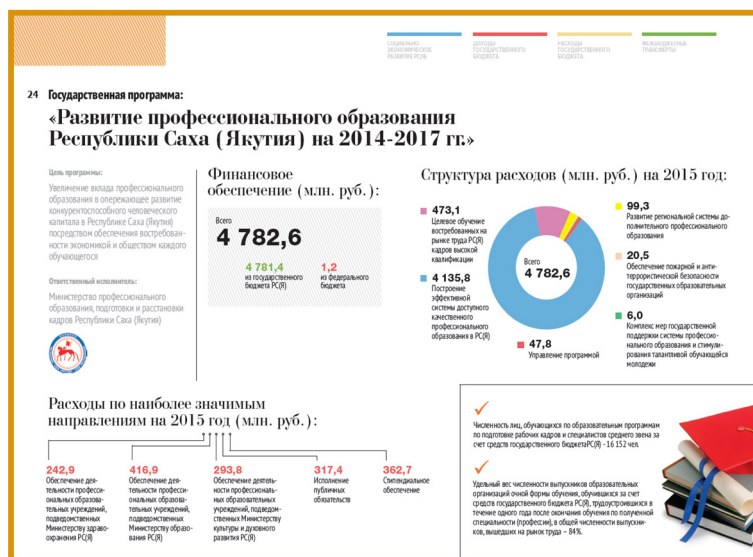 СОЦИАЛЬНО-
ЭКОНОМИЧЕСКОЕ
РАЗВИТИЕ РС(Я)
ДОХОДЫ
ГОСУДАРСТВЕННОГО
БЮДЖЕТА
РАСХОДЫ
ГОСУДАРСТВЕННОГО
БЮДЖЕТА
МЕЖБЮДЖЕТНЫЕ
ТРАНСФЕРТЫ
24 Государственная программа:
«Развитие профессионального образования
Республики Саха (Якутия) на 2014-2017 гг.»
Цель программы:
Увеличение вклада профессионального
образования в опережающее развитие
конкурентоспособного человеческого
капитала в Республике Саха (Якутия)
посредством обеспечения востребован-
ности экономикой и обществом каждого
обучающегося
Ответственный исполнитель:
Министерство профессионального
образования, подготовки и расстановки
кадров Республики Саха (Якутия)
Финансовое
обеспечение (млн. руб.):
Всего
4 782,6
4 781,4
из государственного
бюджета РС(Я)
1,2
из федерального
бюджета
Структура расходов (млн. руб.) на 2015 год:
473,1
Целевое обучение
востребованных на
рынке труда РС(Я)
кадров высокой
квалификации
4 135,8
Построение
эффективной
системы доступного
качественного
профессионального
образования в РС(Я)
Всего
4 782,6
47,8
Управление программой
99,3
Развитие региональной системы до-
полнительного профессионального
образования
20,5
Обеспечение пожарной и анти-
террористической безопасности
государственных образовательных
организаций
6,0
Комплекс мер государственной
поддержки системы професcио-
нального образования и стимули-
рования талантливой обучающейся
молодежи
Расходы по наиболее значимым
направлениям на 2015 год (млн. руб.):
242,9
Обеспечение дея-
тельности професси-
ональных образова-
тельных учреждений,
подведомственных
Министерству здраво-
охранения РС(Я)
416,9
Обеспечение дея-
тельности професси-
ональных образова-
тельных учреждений,
подведомственных
Министерству образо-
вания РС(Я)
293,8
Обеспечение деятель-
ности профессиональ-
ных образовательных
учреждений, подведом-
ственных Министерству
культуры и духовного
развития РС(Я)
317,4
Исполнение
публичных
обязательств
362,7
Стипендиальное
обеспечение
Численность лиц, обучающихся по образовательным программам
по подготовке рабочих кадров и специалистов среднего звена за
счет средств государственного бюджетаРС(Я) - 16 152 чел.
Удельный вес численности выпускников образовательных
организаций очной формы обучения, обучившихся за счет
средств государственного бюджета РС(Я), трудоустроившихся в
течение одного года после окончания обучения по полученной
специальности (профессии), в общей численности выпускни-
ков, вышедших на рынок труда – 84%.